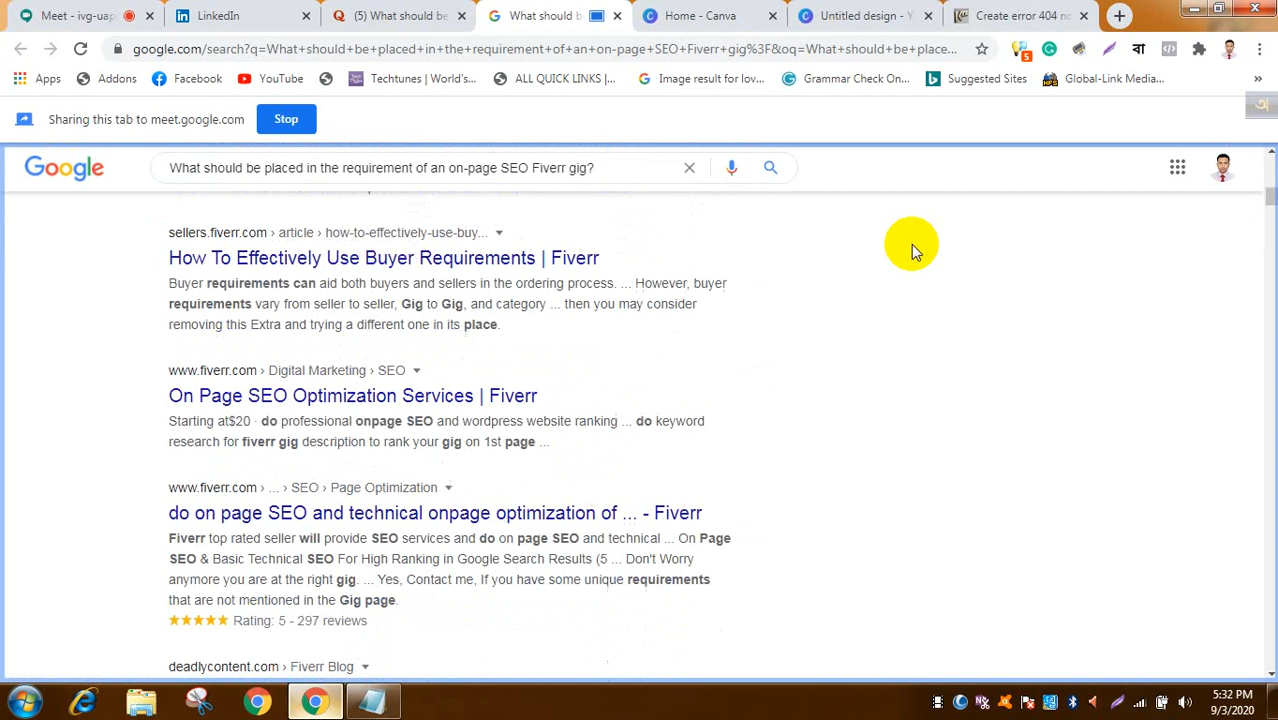 Meet - ivg-uap
LinkedIn
(5) What should be
What should b
Home - Canva
Untitled design - Y
Create error 404 no
google.com/search?q=What+should+be+placed+in+the+requirement+of+an+on-page+SEO+Fiverr+gig%3F&oq=What+should+be+place...
Apps
Addons
Facebook
YouTube
Techtunes | World's...
ALL QUICK LINKS |...
Image result for lov...
Grammar Check On...
Suggested Sites
Global-Link Media...
»
Sharing this tab to meet.google.com
Stop
Google
What should be placed in the requirement of an on-page SEO Fiverr gig?
sellers.fiverr.com › article › how-to-effectively-use-buy...
How To Effectively Use Buyer Requirements | Fiverr
Buyer requirements can aid both buyers and sellers in the ordering process. ... However, buyer
requirements vary from seller to seller, Gig to Gig, and category ... then you may consider
removing this Extra and trying a different one in its place.
www.fiverr.com › Digital Marketing › SEO
On Page SEO Optimization Services | Fiverr
Starting at$20 · do professional onpage SEO and wordpress website ranking ... do keyword
research for fiverr gig description to rank your gig on 1st page ...
www.fiverr.com › ... › SEO › Page Optimization
do on page SEO and technical onpage optimization of ... - Fiverr
Fiverr top rated seller will provide SEO services and do on page SEO and technical ... On Page
SEO & Basic Technical SEO For High Ranking in Google Search Results (5 ... Don't Worry
anymore you are at the right gig. ... Yes, Contact me, If you have some unique requirements
that are not mentioned in the Gig page.
Rating: 5 - 297 reviews
deadlycontent.com › Fiverr Blog
5:32 PM
9/3/2020